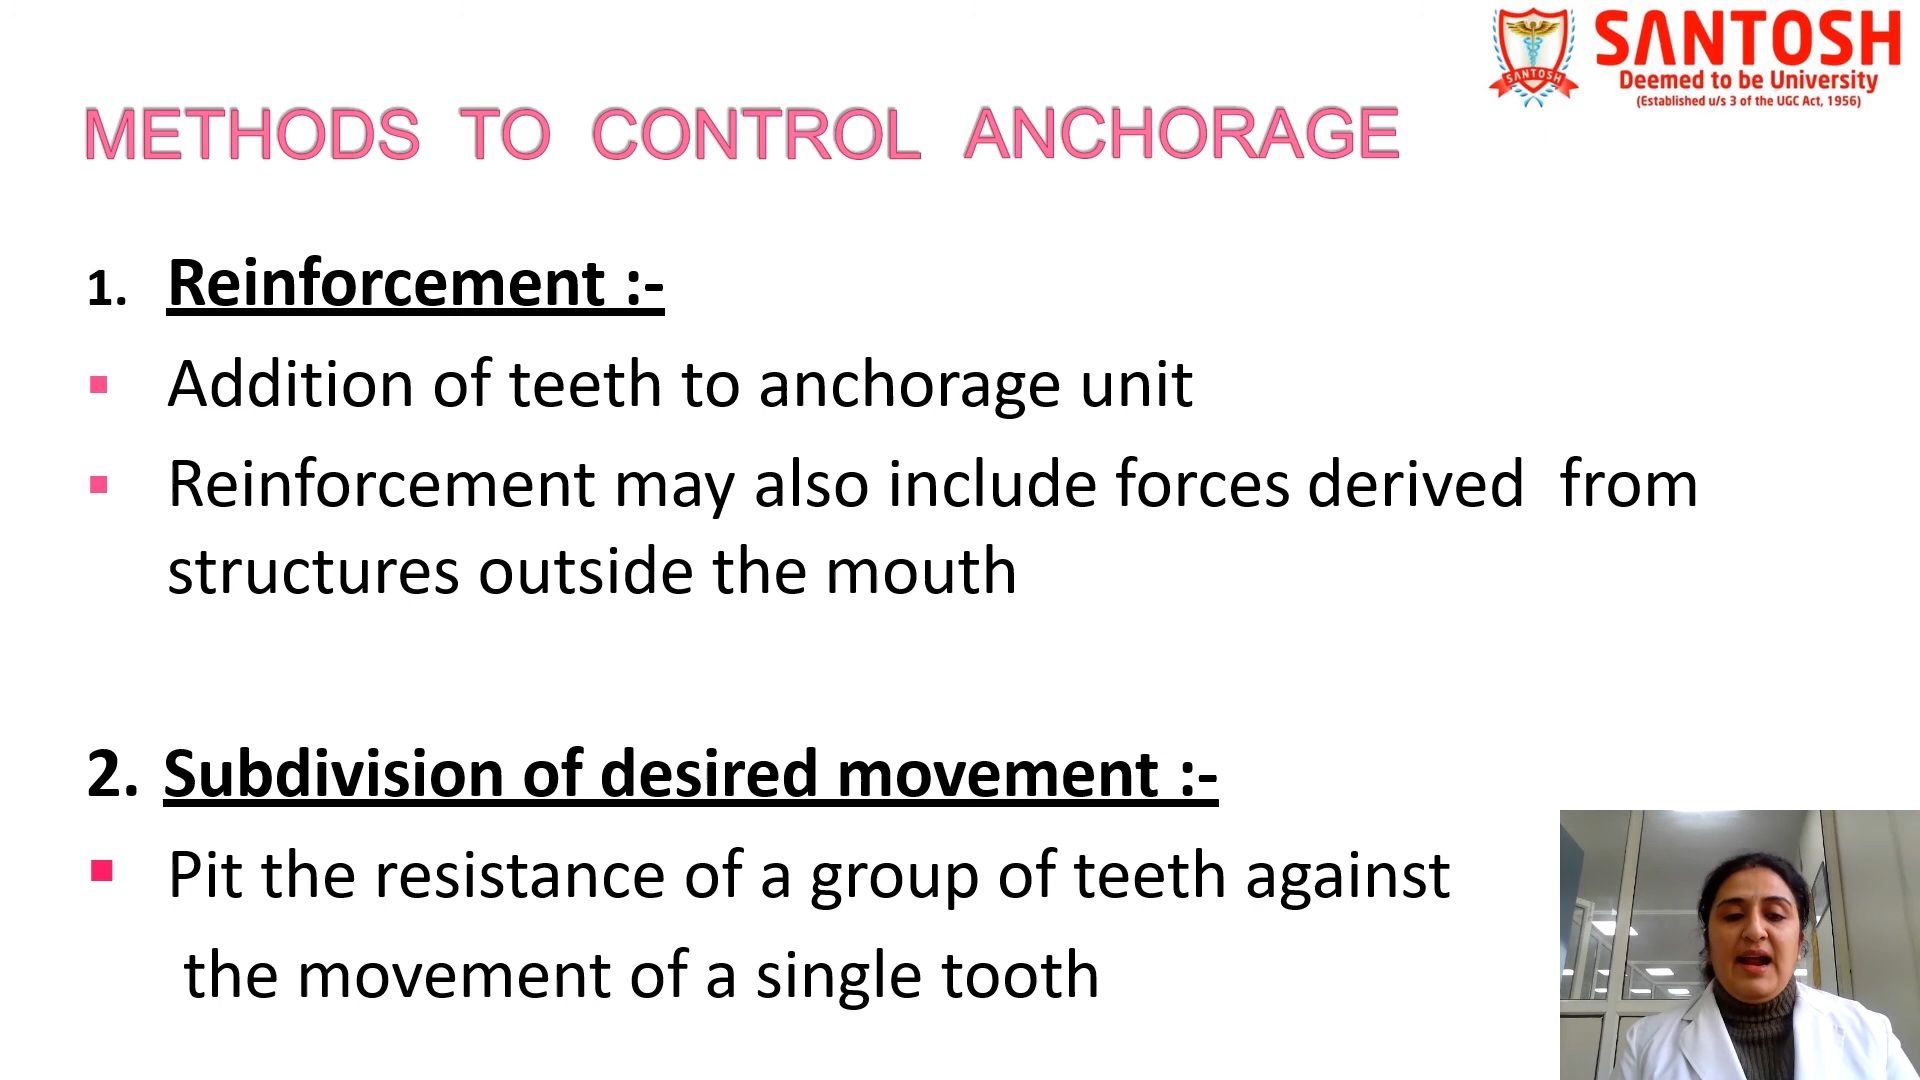 SANTOSH
Deemed to be University
(Established u/s 3 of the UGC Act, 1956)
SANTOSH
METHODS TO CONTROL ANCHORAGE
1. Reinforcement :-
▪ Addition of teeth to anchorage unit
▪ Reinforcement may also include forces derived from
structures outside the mouth
2. Subdivision of desired movement :-
▪ Pit the resistance of a group of teeth against
the movement of a single tooth